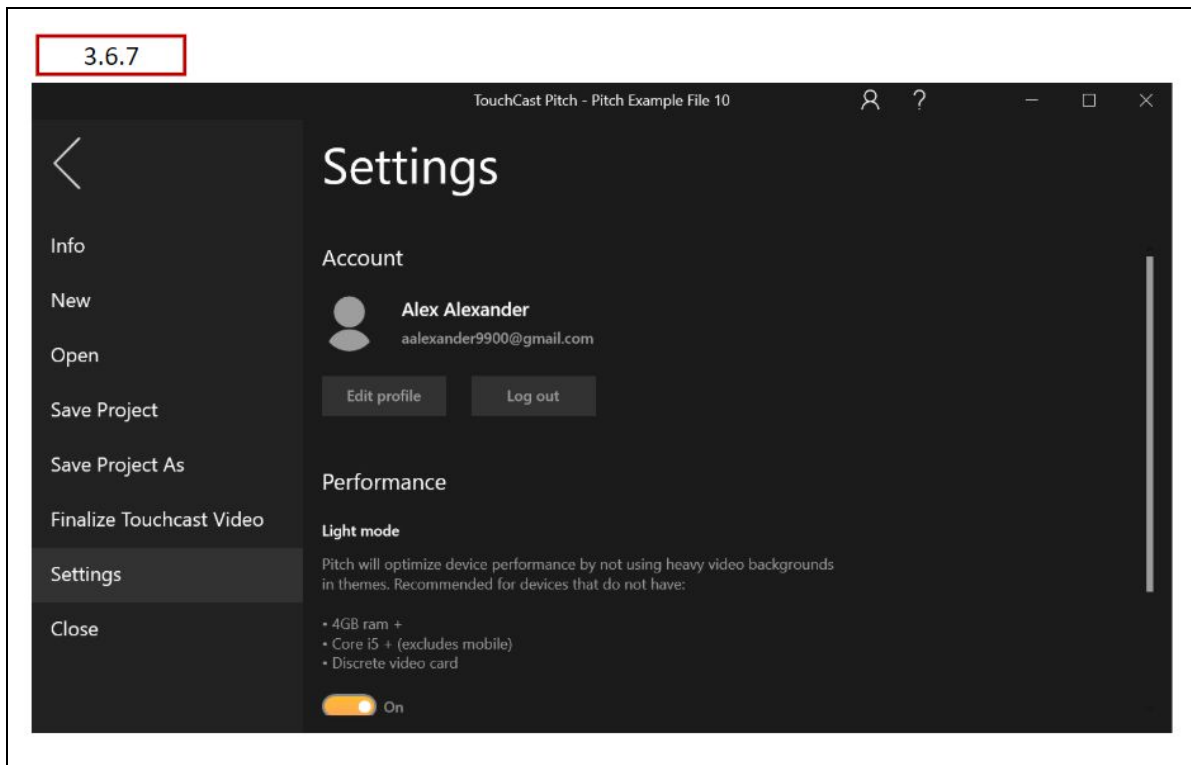 3.6.7
TouchCast Pitch - Pitch Example File 10
?
Settings
Info
New
Open
Save Project
Save Project As
Finalize Touchcast Video
Settings
Close
Account
Alex Alexander
aalexander9900@gmail.com
Edit profile
Log out
Performance
Light mode
Pitch will optimize device performance by not using heavy video backgrounds
in themes. Recommended for devices that do not have:
• 4GB ram +
• Core i5 + (excludes mobile)
• Discrete video card
On